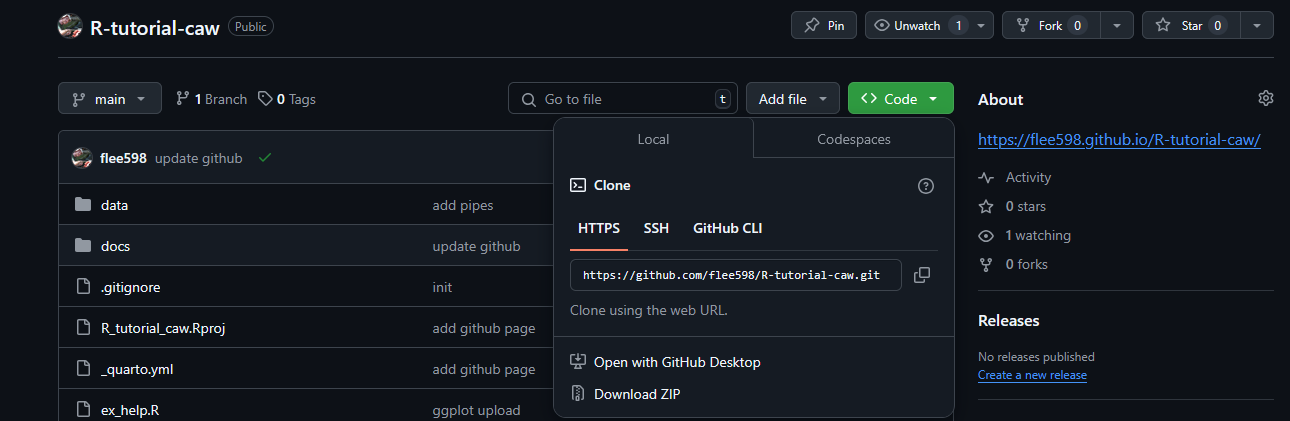 R-tutorial-caw Public
Pin Unwatch 1 Fork 0 Star 0
main 1 Branch 0 Tags Go to file t Add file Code
flee598 update github
data add pipes
docs update github
.gitignore init
R_tutorial_caw.Rproj add github page
_quarto.yml add github page
ex_help.R ggplot upload
Local Codespaces
Clone
HTTPS SSH GitHub CLI
https://github.com/flee598/R-tutorial-caw.git
Clone using the web URL.
Open with GitHub Desktop
Download ZIP
About
https://flee598.github.io/R-tutorial-caw/
Activity
0 stars
1 watching
0 forks
Releases
No releases published
Create a new release